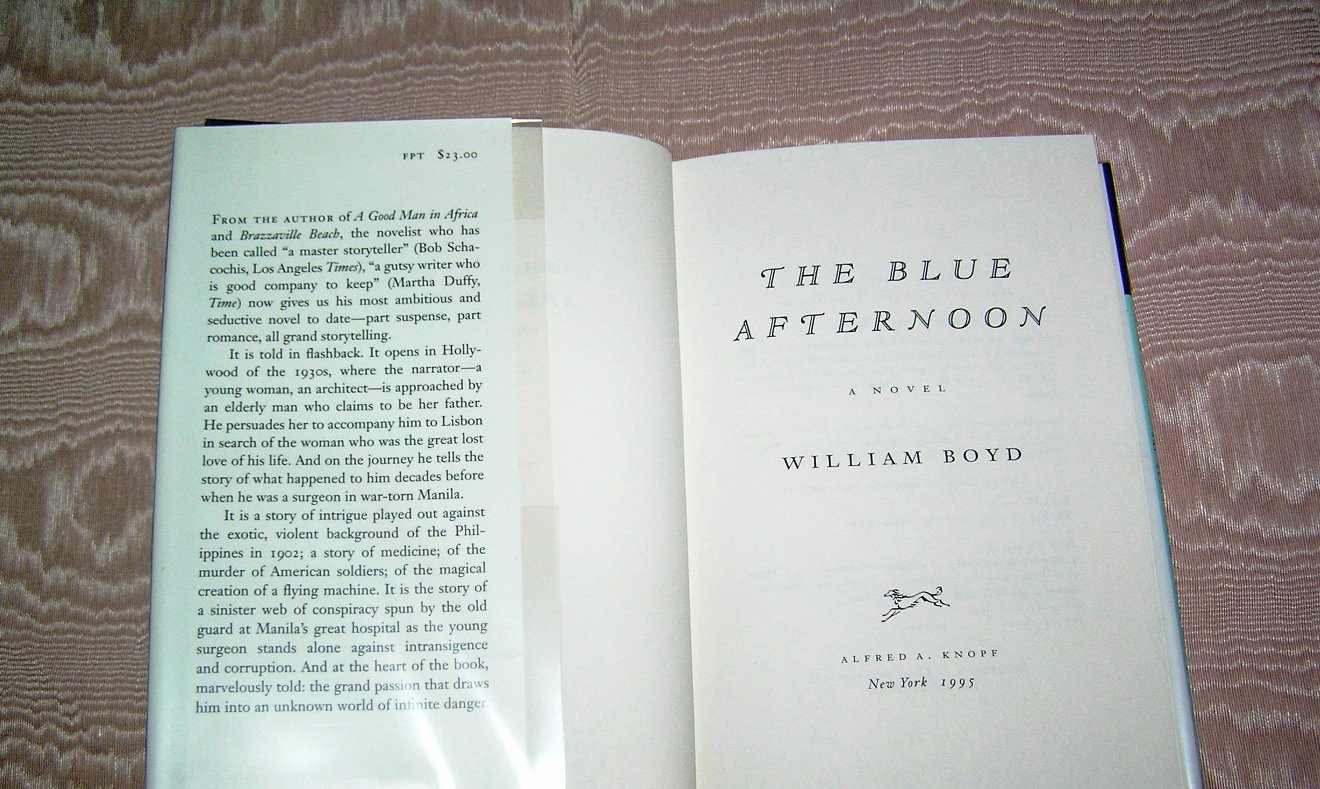 FPT $23.00
FROM THE AUTHOR of A Good Man in Africa
and Brazzaville Beach, the novelist who has
been called “a master storyteller” (Bob Scha-
cochis, Los Angeles Times), “a gutsy writer who
is good company to keep” (Martha Duffy,
Time) now gives us his most ambitious and
seductive novel to date—part suspense, part
romance, all grand storytelling.
It is told in flashback. It opens in Holly-
wood of the 1930s, where the narrator—a
young woman, an architect—is approached by
an elderly man who claims to be her father.
He persuades her to accompany him to Lisbon
in search of the woman who was the great lost
love of his life. And on the journey he tells the
story of what happened to him decades before
when he was a surgeon in war-torn Manila.
It is a story of intrigue played out against
the exotic, violent background of the Phil-
ippines in 1902; a story of medicine; of the
murder of American soldiers; of the magical
creation of a flying machine. It is the story of
a sinister web of conspiracy spun by the old
guard at Manila’s great hospital as the young
surgeon stands alone against intransigence
and corruption. And at the heart of the book,
marvelously told: the grand passion that draws
him into an unknown world of infinite danger.
THE BLUE
AFTERNOON
A NOVEL
WILLIAM BOYD
ALFRED A. KNOPF
New York 1995